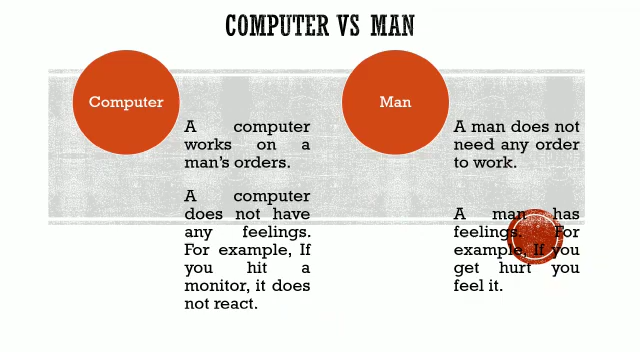 COMPUTER VS MAN
Computer
A computer
works on a
man's orders.
A computer
does not have
any feelings.
For example, If
you hit a
monitor, it does
not react.
Man
A man does not
need any order
to work.
A man has
feelings. For
example, If you
get hurt you
feel it.